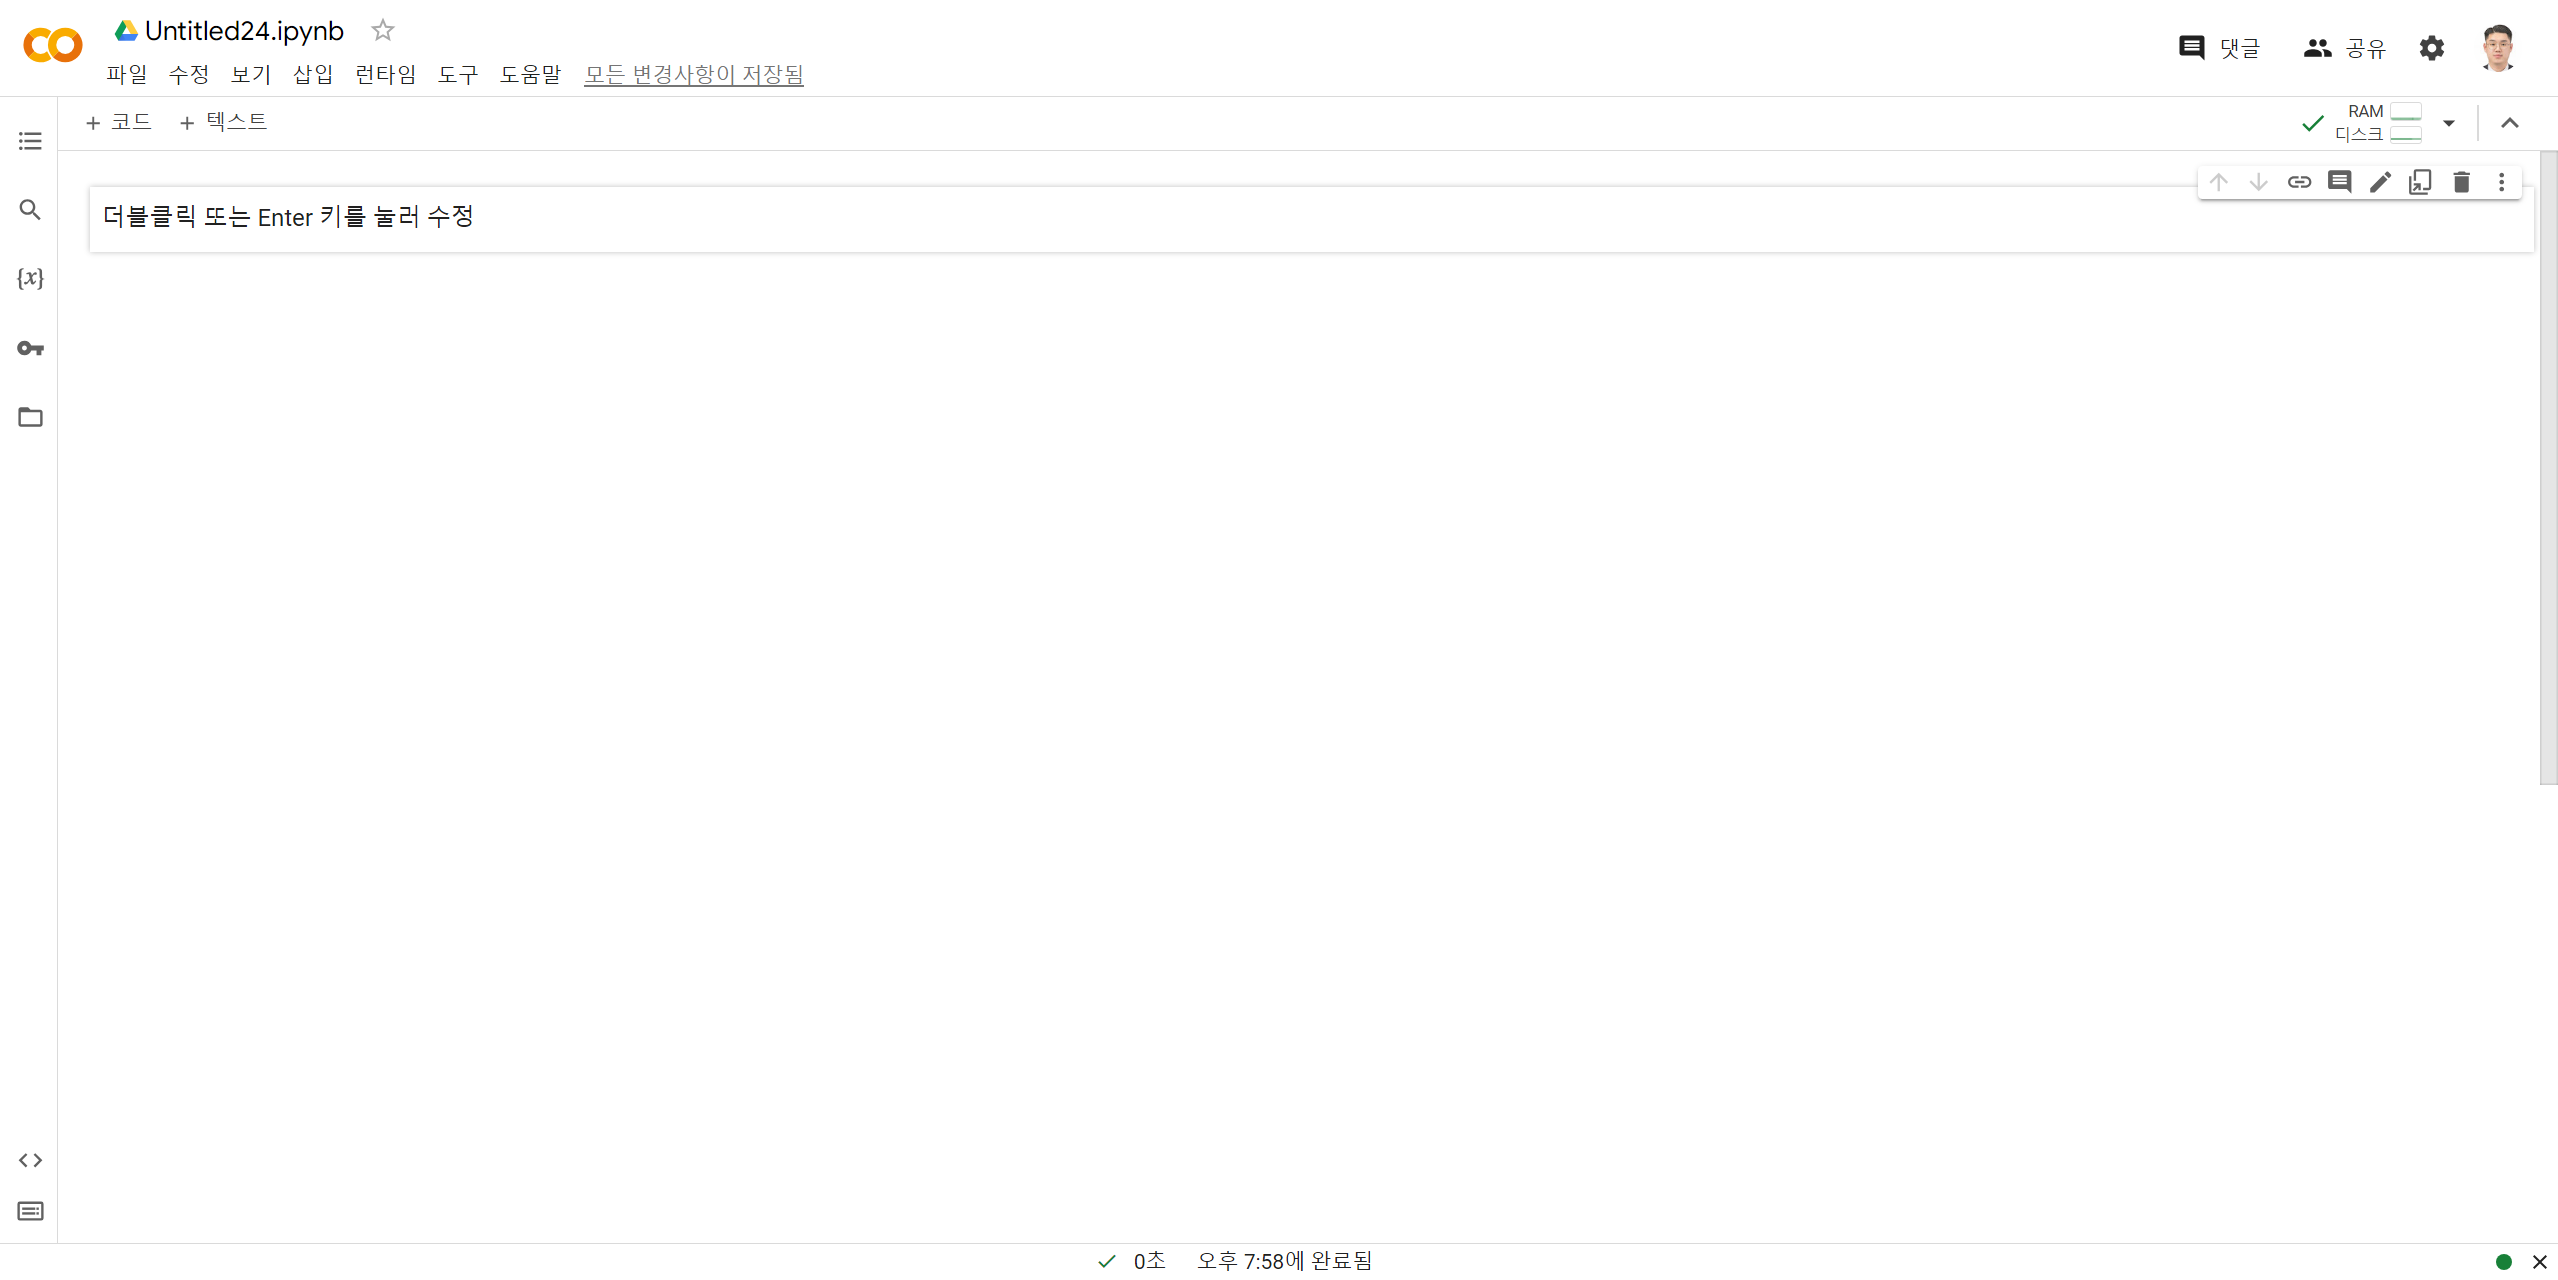 Untitled24.ipynb
파일 수정 보기 삽입 런타임 도구 도움말 모든 변경사항이 저장됨
댓글 공유
+ 코드 + 텍스트
RAM
디스크
더블클릭 또는 Enter 키를 눌러 수정
{x}
0초 오후 7:58에 완료됨